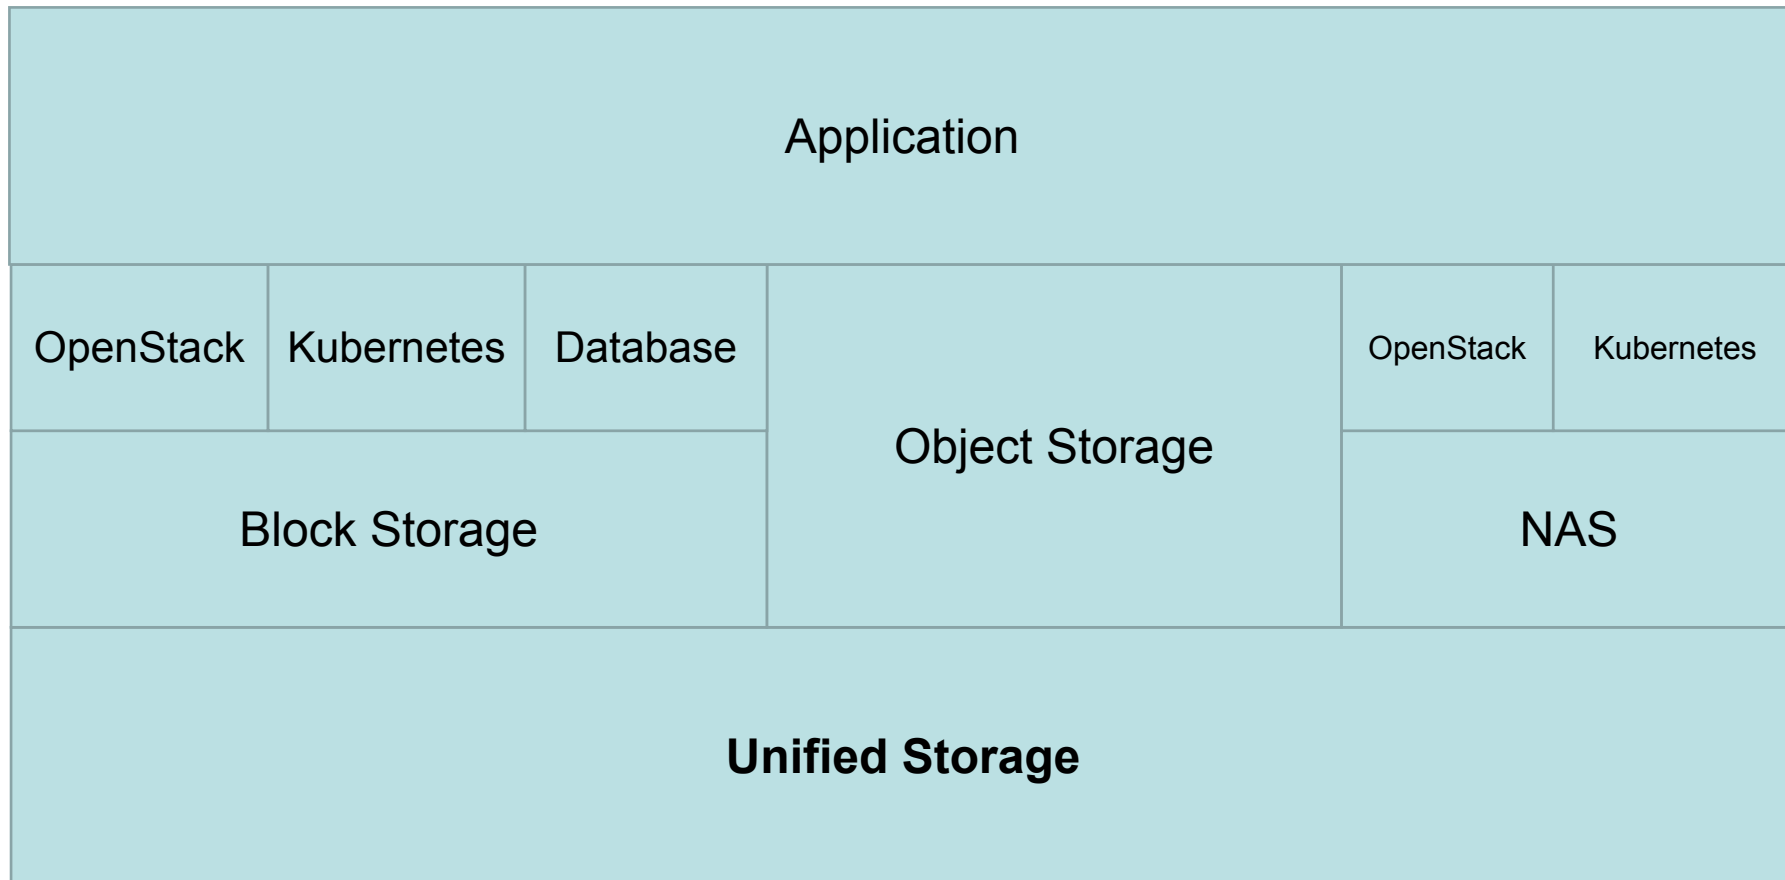 Application
OpenStack
Kubernetes
Database
Object Storage
OpenStack
Kubernetes
Block Storage
NAS
Unified Storage